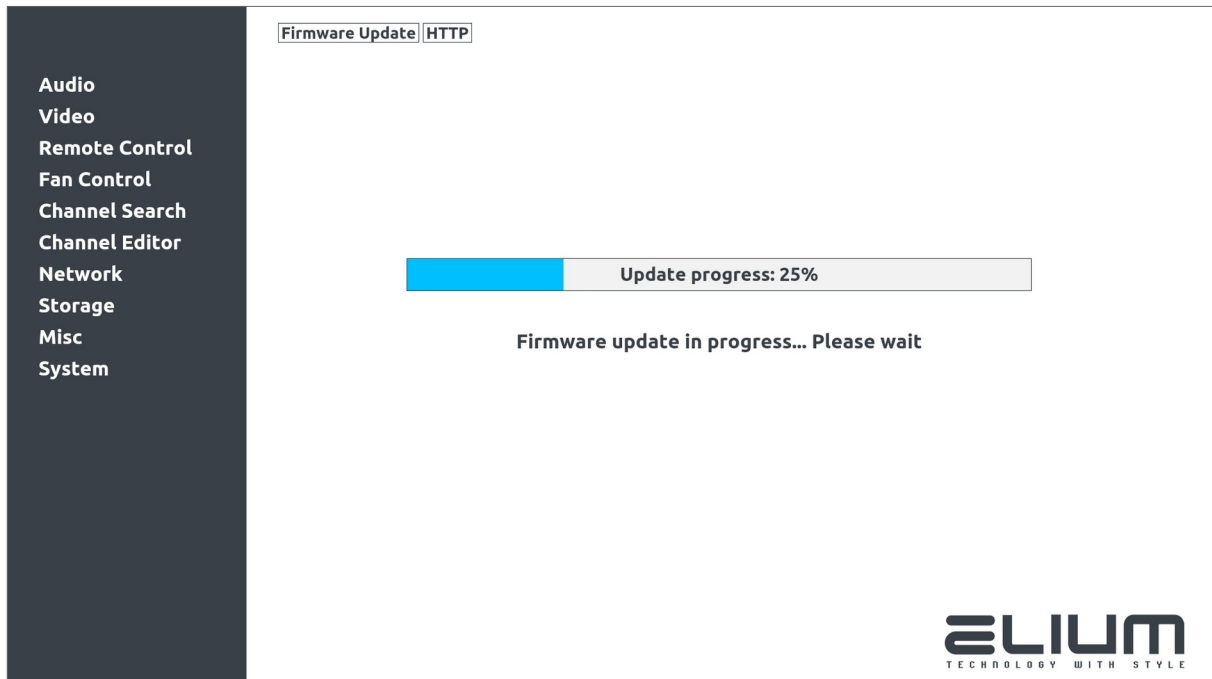 Firmware Update HTTP
Audio
Video
Remote Control
Fan Control
Channel Search
Channel Editor
Network
Storage
Misc
System
Update progress: 25%
Firmware update in progress... Please wait
ELIUM
TECHNOLOGY WITH STYLE